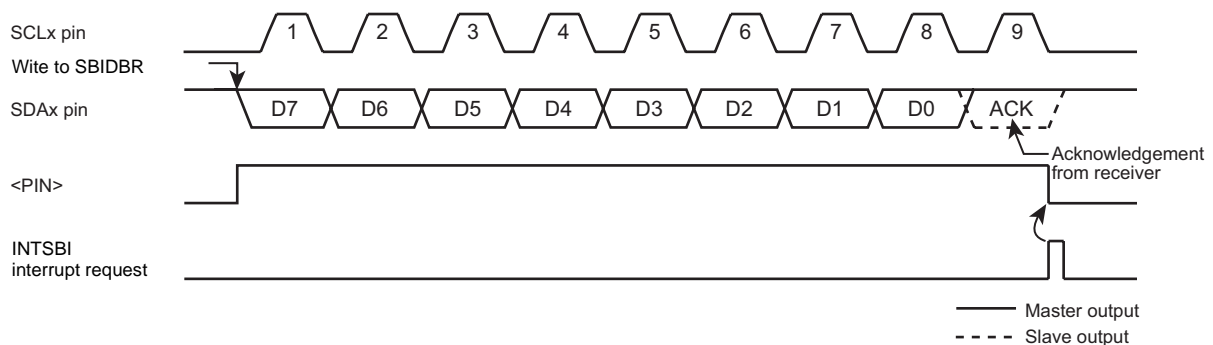 SCLx pin
1 2 3 4 5 6 7 8 9
Wite to SBIDBR
SDAx pin
D7 D6 D5 D4 D3 D2 D1 D0 ACK
Acknowledgement
from receiver
<PIN>
INTSBI
interrupt request
Master output
Slave output